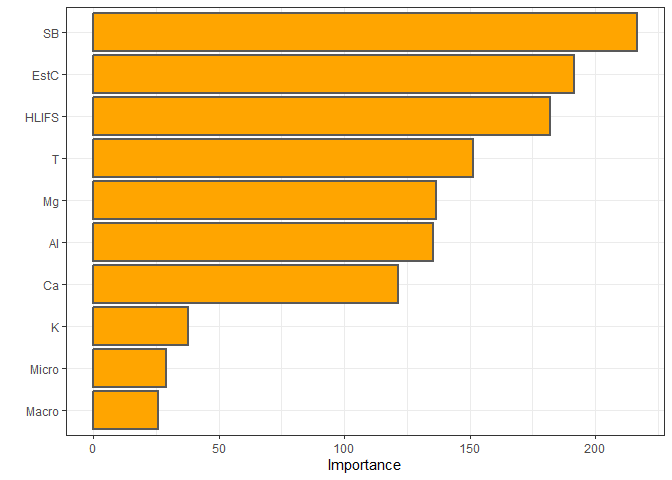 SB
EstC
HLIFS
T
Mg
Al
Ca
K
Micro
Macro
0 50 100 150 200
Importance